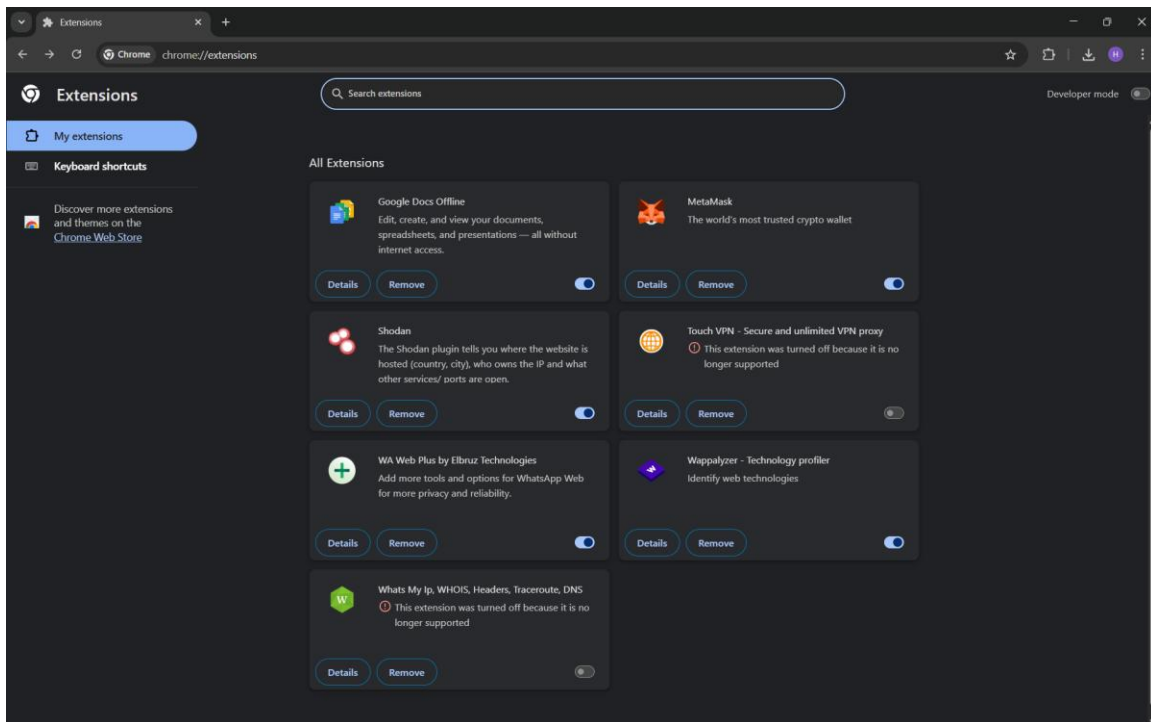 Extensions
Chrome
chrome://extensions
H
Extensions
Search extensions
Developer mode
My extensions
Keyboard shortcuts
Discover more extensions
and themes on the
Chrome Web Store
All Extensions
Google Docs Offline
Edit, create, and view your documents,
spreadsheets, and presentations — all without
internet access.
Details
Remove
MetaMask
The world's most trusted crypto wallet
Details
Remove
Shodan
The Shodan plugin tells you where the website is
hosted (country, city), who owns the IP and what
other services/ ports are open.
Details
Remove
Touch VPN - Secure and unlimited VPN proxy
This extension was turned off because it is no
longer supported
Details
Remove
WA Web Plus by Elbruz Technologies
Add more tools and options for WhatsApp Web
for more privacy and reliability.
Details
Remove
Wappalyzer - Technology profiler
Identify web technologies
Details
Remove
W
Whats My Ip, WHOIS, Headers, Traceroute, DNS
This extension was turned off because it is no
longer supported
Details
Remove